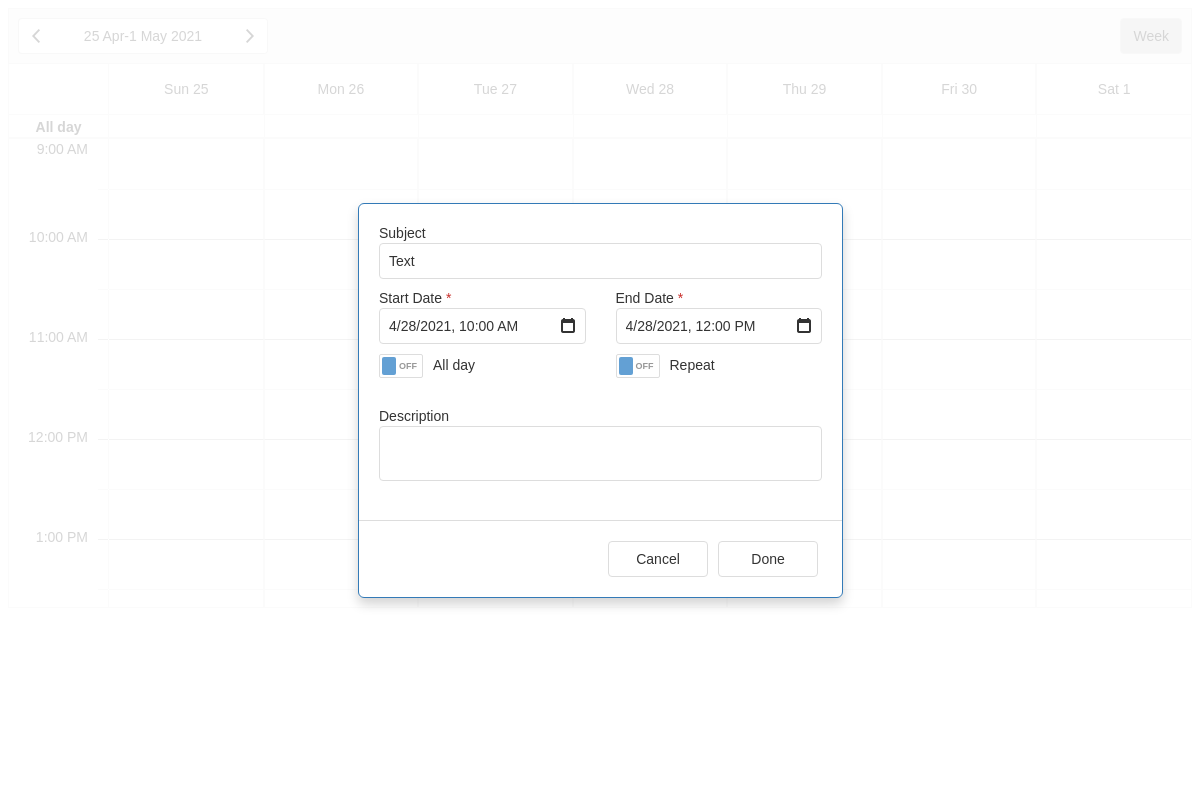 25 Apr-1 May 2021 Week
Sun 25 Mon 26 Tue 27 Wed 28 Thu 29 Fri 30 Sat 1
All day
9:00 AM
10:00 AM
11:00 AM
12:00 PM
1:00 PM
Subject
Text
Start Date * End Date *
4/28/2021, 10:00 AM 4/28/2021, 12:00 PM
OFF All day OFF Repeat
Description
Cancel Done